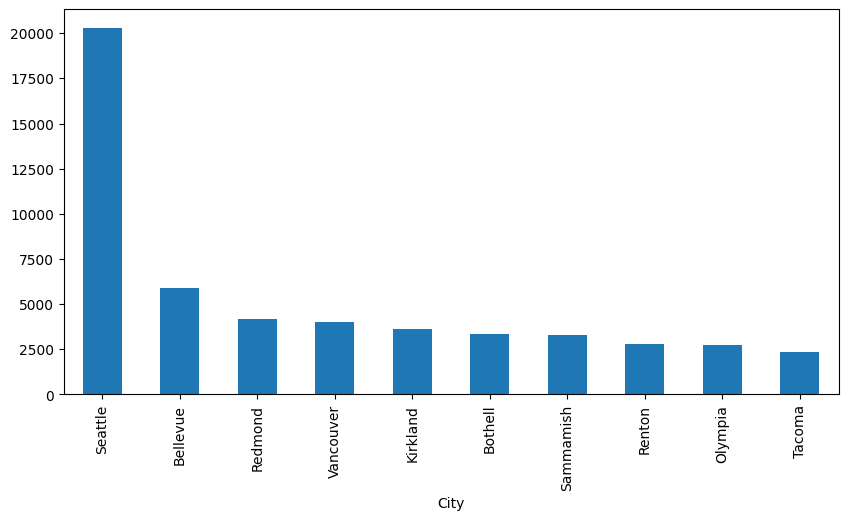 20000
17500
15000
12500
10000
7500
5000
2500
0
Seattle
Bellevue
Redmond
Vancouver
Kirkland
Bothell
Sammamish
Renton
Olympia
Tacoma
City